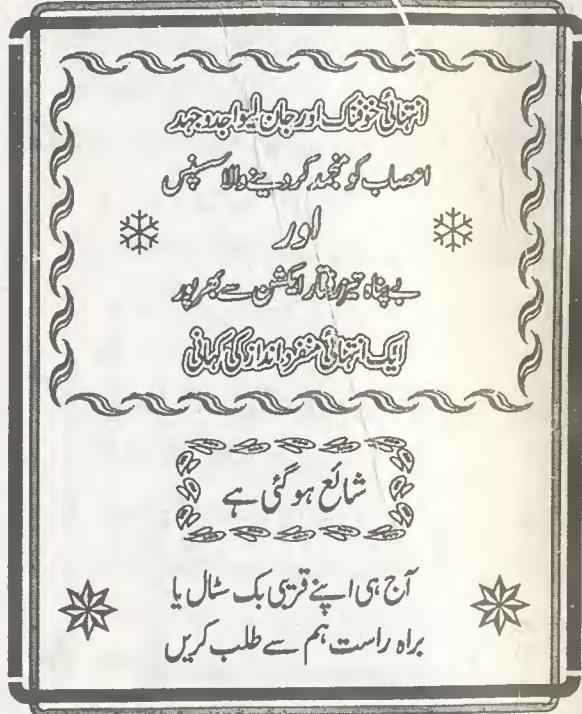 انتہائی خوفناک اور جان لیوا جدوجہد
اعصاب کو منجمد کر دینے والا سسپنس
اور
بے پناہ تیز رفتار ایکشن سے بھرپور
ایک انتہائی منفرد انداز کی کہانی
شائع ہو گئی ہے
آج ہی اپنے قریبی بک سٹال یا
براہ راست ہم سے طلب کریں